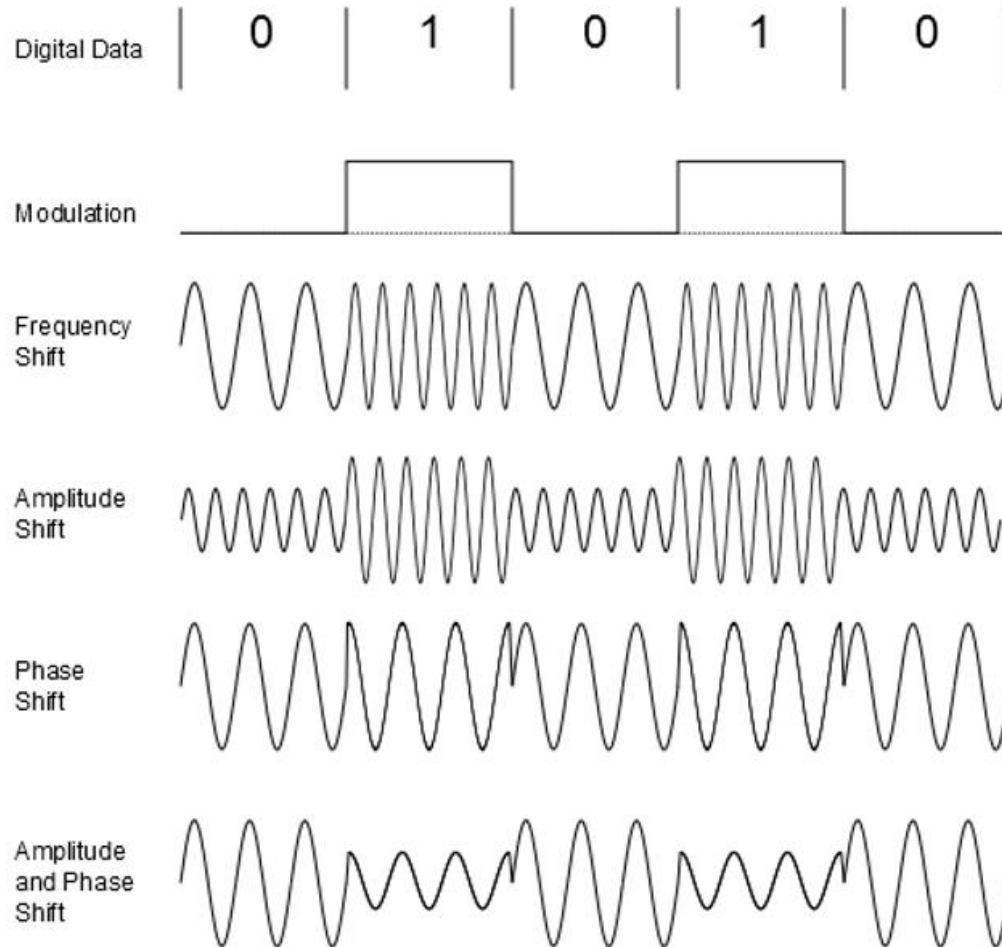 Digital Data 0 1 0 1 0
Modulation
Frequency
Shift
Amplitude
Shift
Phase
Shift
Amplitude
and Phase
Shift